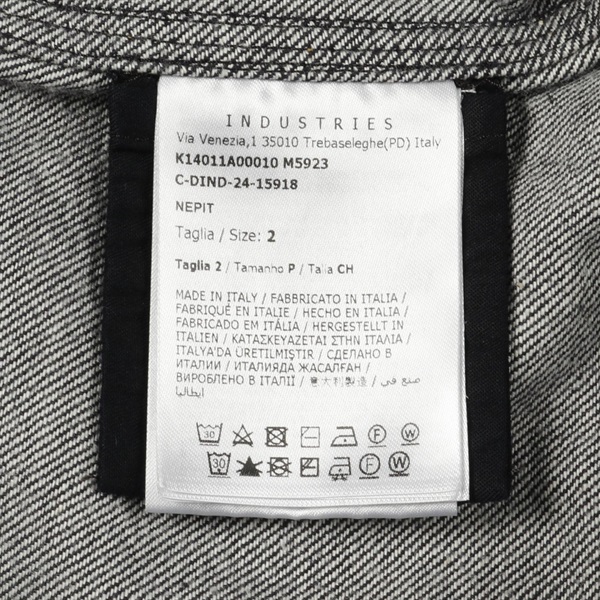 INDUSTRIES
Via Venezia,1 35010 Trebaseleghe(PD) Italy
K14011A00010 M5923
C-DIND-24-15918
NEPIT
Taglia / Size: 2
Taglia 2 / Tamanho P / Talla CH
MADE IN ITALY / FABBRICATO IN ITALIA /
FABRIQUÉ EN ITALIE / HECHO EN ITALIA /
FABRICADO EM ITÁLIA / HERGESTELLT IN
ITALIEN / ΚΑΤΑΣΚΕΥΑΖΕΤΑΙ ΣΤΗΝ ΙΤΑΛΙΑ /
ITALYA'DA ÜRETILMIŞTIR / СДЕЛАНО В
ИТАЛИИ / ИТАЛИЯДА ЖАСАЛҒАН /
ВИРОБЛЕНО В ІТАЛІЇ / 意大利製造 / صنع في
ايطاليا
30 F W
30 F W